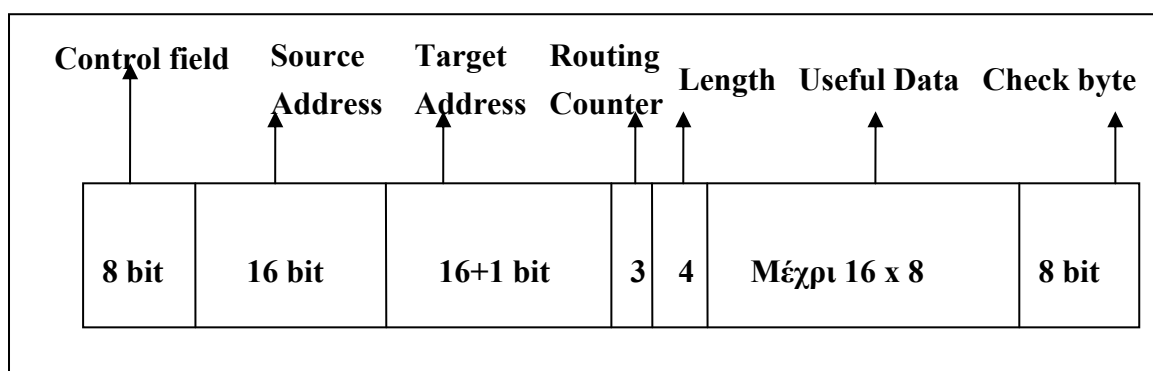 Control field
Source
Address
Target
Address
Routing
Counter
Length
Useful Data
Check byte
8 bit
16 bit
16+1 bit
3
4
Μέχρι 16 x 8
8 bit